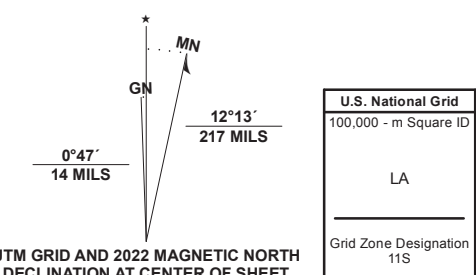 ★
MN
GN
12°13´
217 MILS
0°47´
14 MILS
UTM GRID AND 2022 MAGNETIC NORTH
DECLINATION AT CENTER OF SHEET
U.S. National Grid
100,000 - m Square ID
LA
Grid Zone Designation
11S